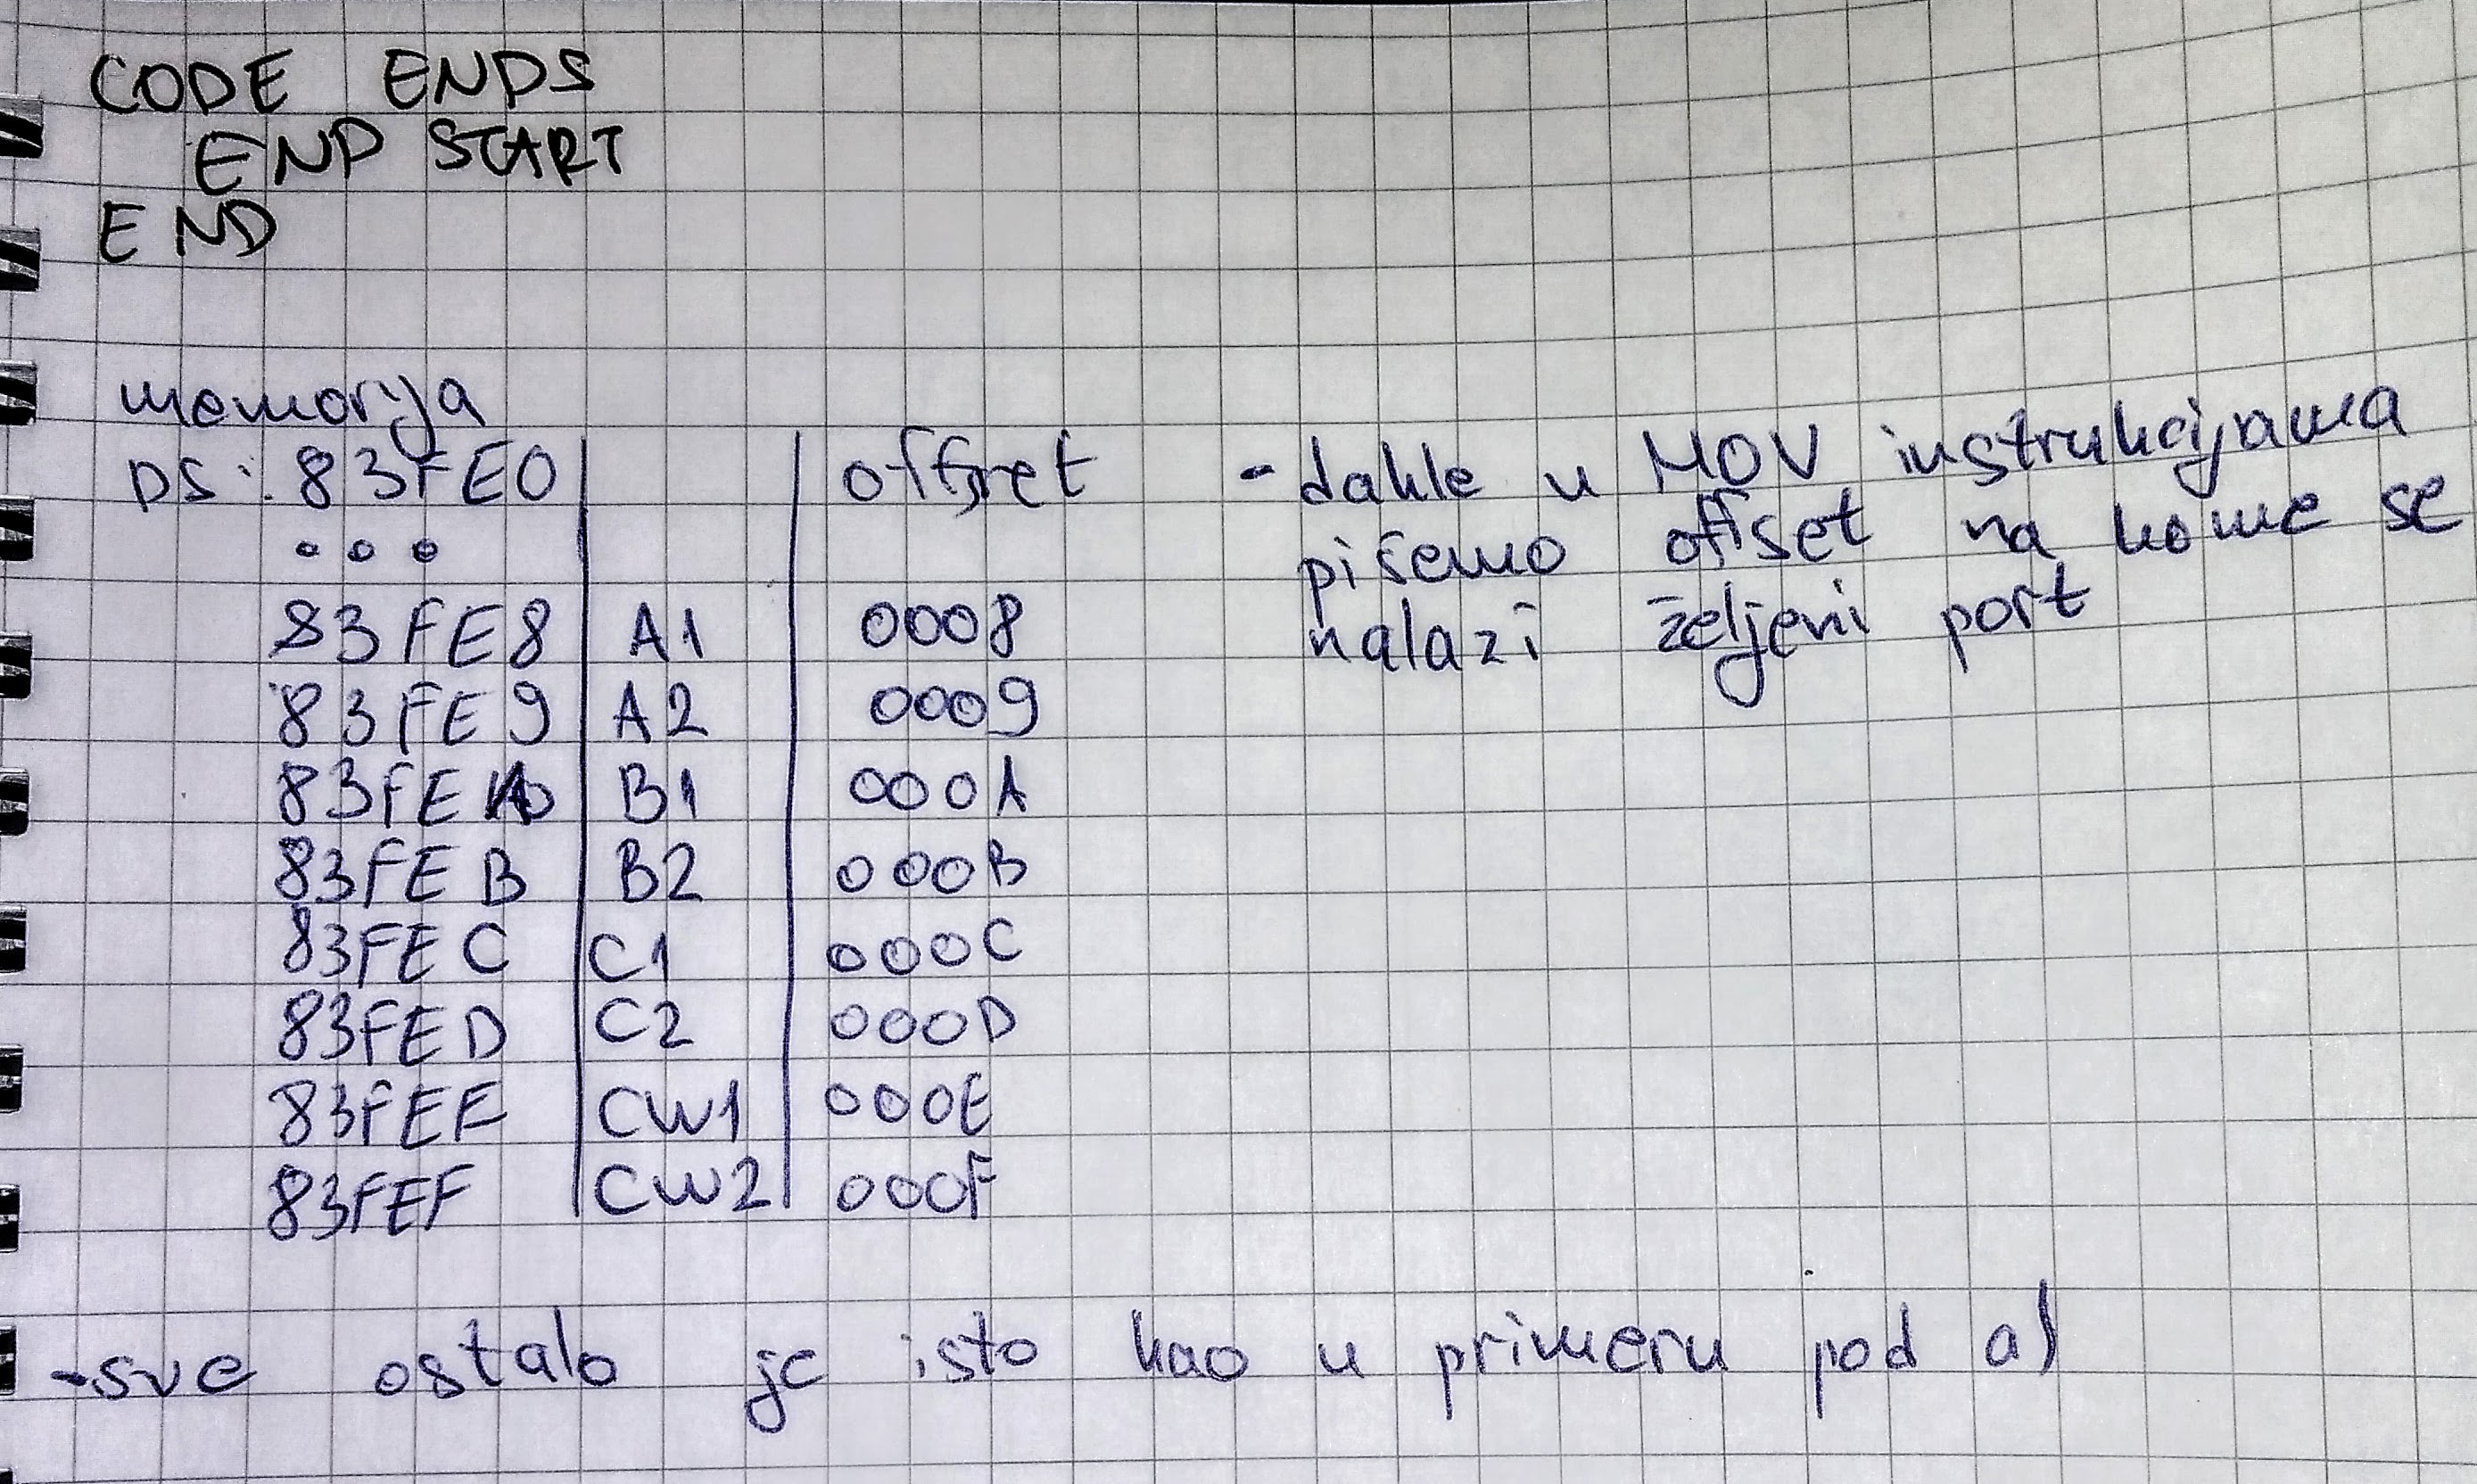 CODE ENDS
END START
END
memorija
DS: 83FE0 offset
...
83FE8 A1 0008
83FE9 A2 0009
83FEA B1 000A
83FEB B2 000B
83FEC C1 000C
83FED C2 000D
83FEE CW1 000E
83FEF CW2 000F
- dakle u MOV instrukcijama
pišemo offset na kome se
nalazi željeni port
- sve ostalo je isto kao u primeru pod a)